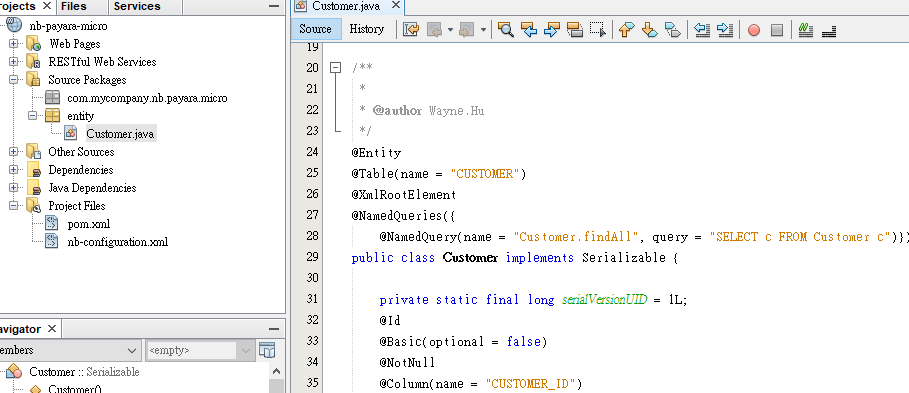 rojects
Files
Services
nb-payara-micro
Web Pages
RESTful Web Services
Source Packages
com.mycompany.nb.payara.micro
entity
Customer.java
Other Sources
Dependencies
Java Dependencies
Project Files
pom.xml
nb-configuration.xml
avigator
embers
<empty>
Customer :: Serializable
Customer()
Customer.java
Source
History
19
20 /**
21 *
22 * @author Wayne.Hu
23 */
24 @Entity
25 @Table(name = "CUSTOMER")
26 @XmlRootElement
27 @NamedQueries({
28 @NamedQuery(name = "Customer.findAll", query = "SELECT c FROM Customer c")})
29 public class Customer implements Serializable {
30
31 private static final long serialVersionUID = 1L;
32 @Id
33 @Basic(optional = false)
34 @NotNull
35 @Column(name = "CUSTOMER_ID")